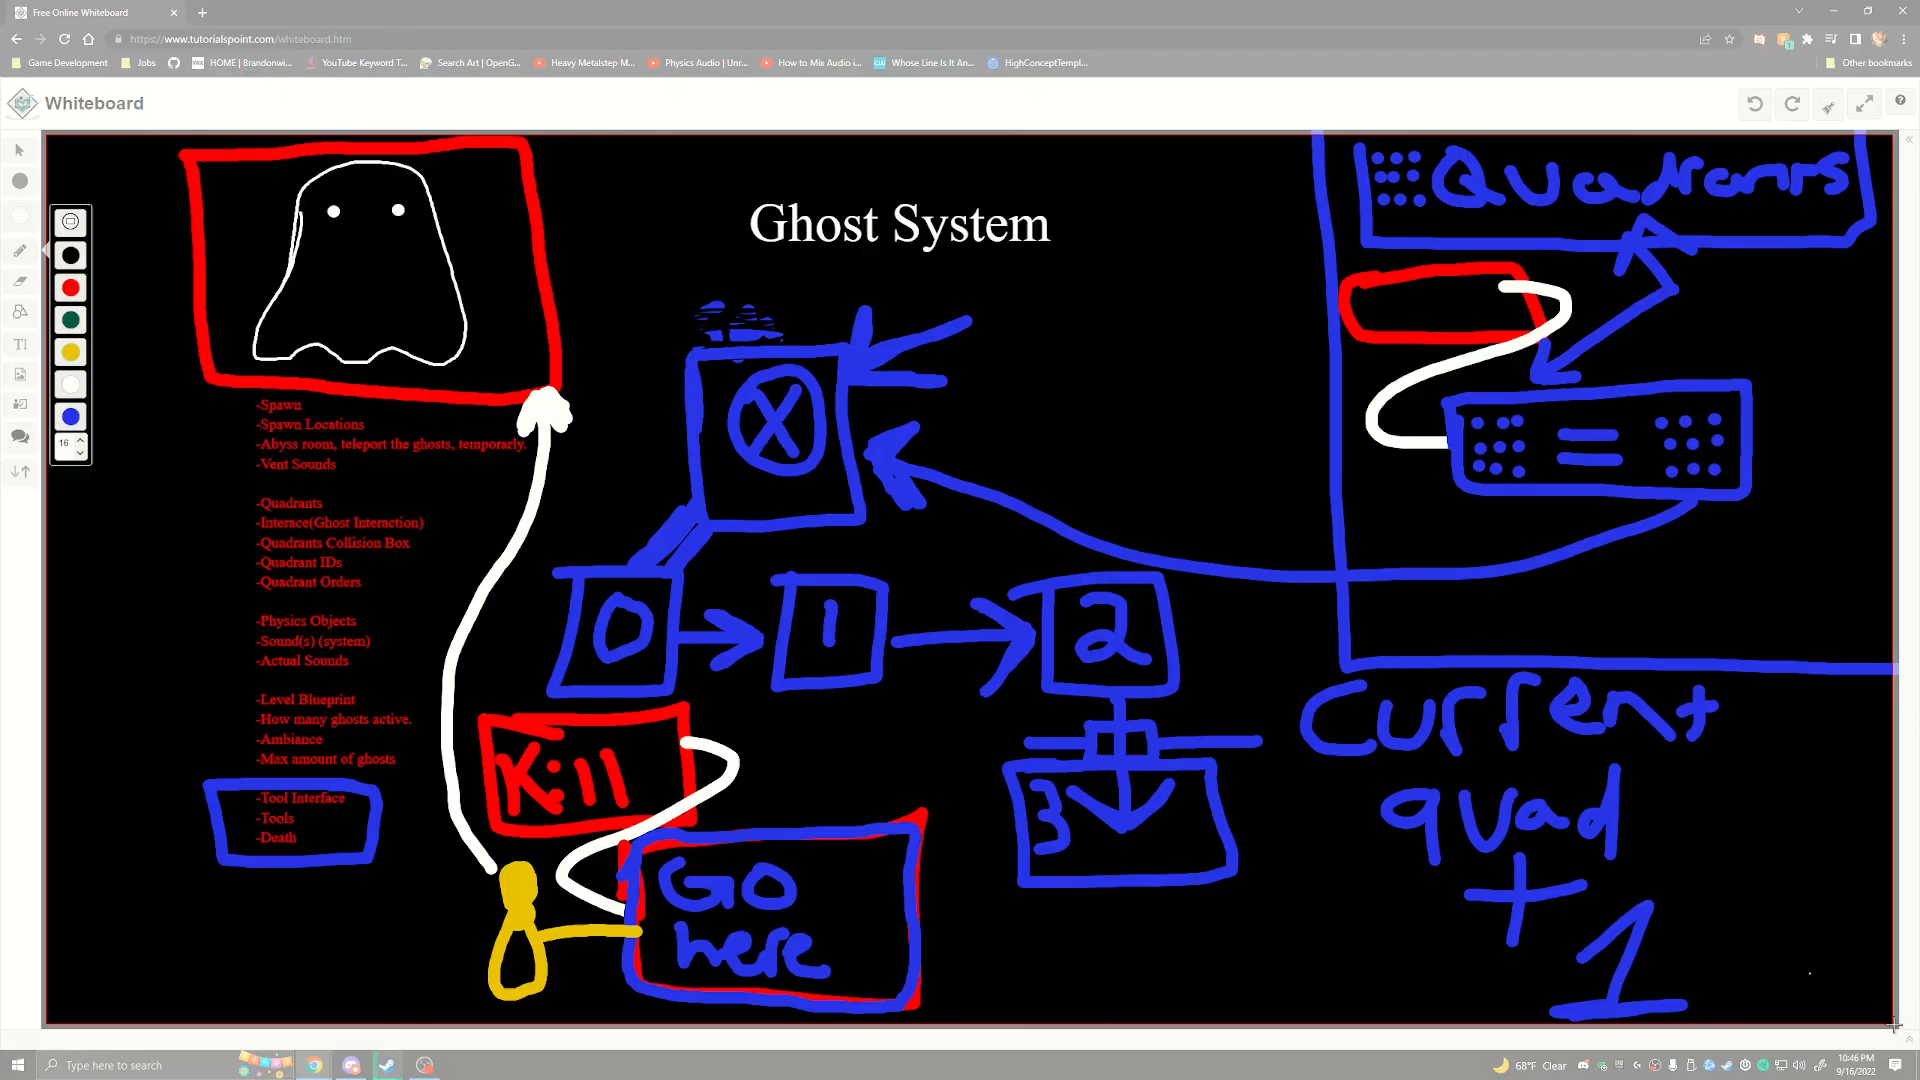 Free Online Whiteboard
https://www.tutorialspoint.com/whiteboard.htm
Game Development
Jobs
HOME | Brandonwi...
YouTube Keyword T...
Search Art | OpenG...
Heavy Metalstep M...
Physics Audio | Unr...
How to Mix Audio i...
Whose Line Is It An...
HighConceptTempl...
Other bookmarks
Whiteboard
Ghost System
Quadrants
X
-Spawn
-Spawn Locations
-Abyss room, teleport the ghosts, temporarly.
-Vent Sounds
-Quadrants
-Interace(Ghost Interaction)
-Quadrants Collision Box
-Quadrant IDs
-Quadrant Orders
-Physics Objects
-Sound(s) (system)
-Actual Sounds
-Level Blueprint
-How many ghosts active.
-Ambiance
-Max amount of ghosts
-Tool Interface
-Tools
-Death
16
0
1
2
3
Kill
Go
here
Current
quad
+
1
Type here to search
68°F Clear
10:46 PM
9/16/2022